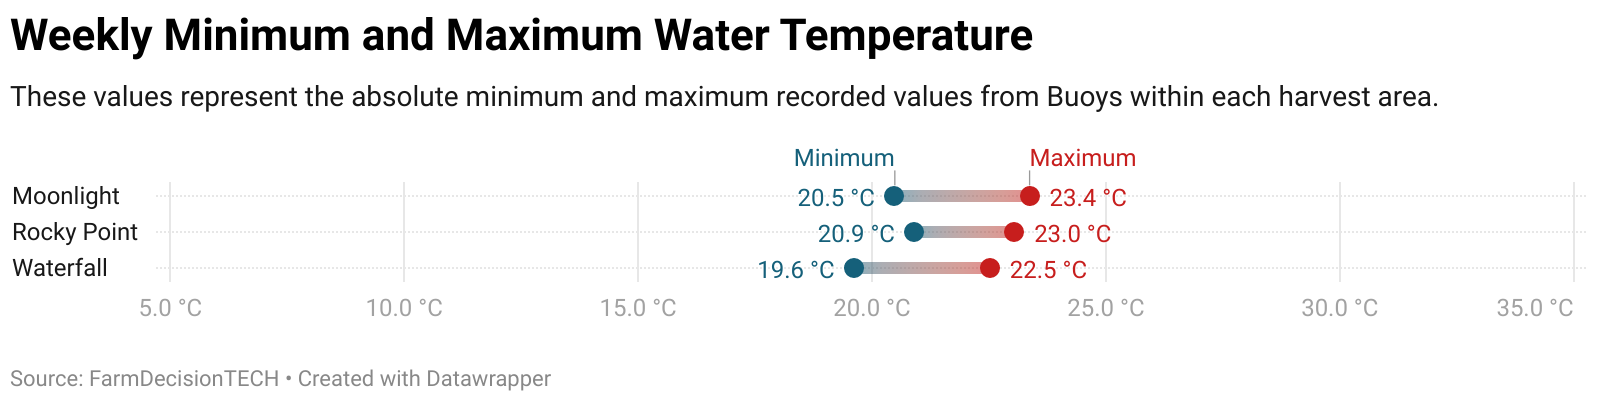 Weekly Minimum and Maximum Water Temperature
These values represent the absolute minimum and maximum recorded values from Buoys within each harvest area.
Minimum Maximum
Moonlight 20.5 °C 23.4 °C
Rocky Point 20.9 °C 23.0 °C
Waterfall 19.6 °C 22.5 °C
5.0 °C 10.0 °C 15.0 °C 20.0 °C 25.0 °C 30.0 °C 35.0 °C
Source: FarmDecisionTECH • Created with Datawrapper